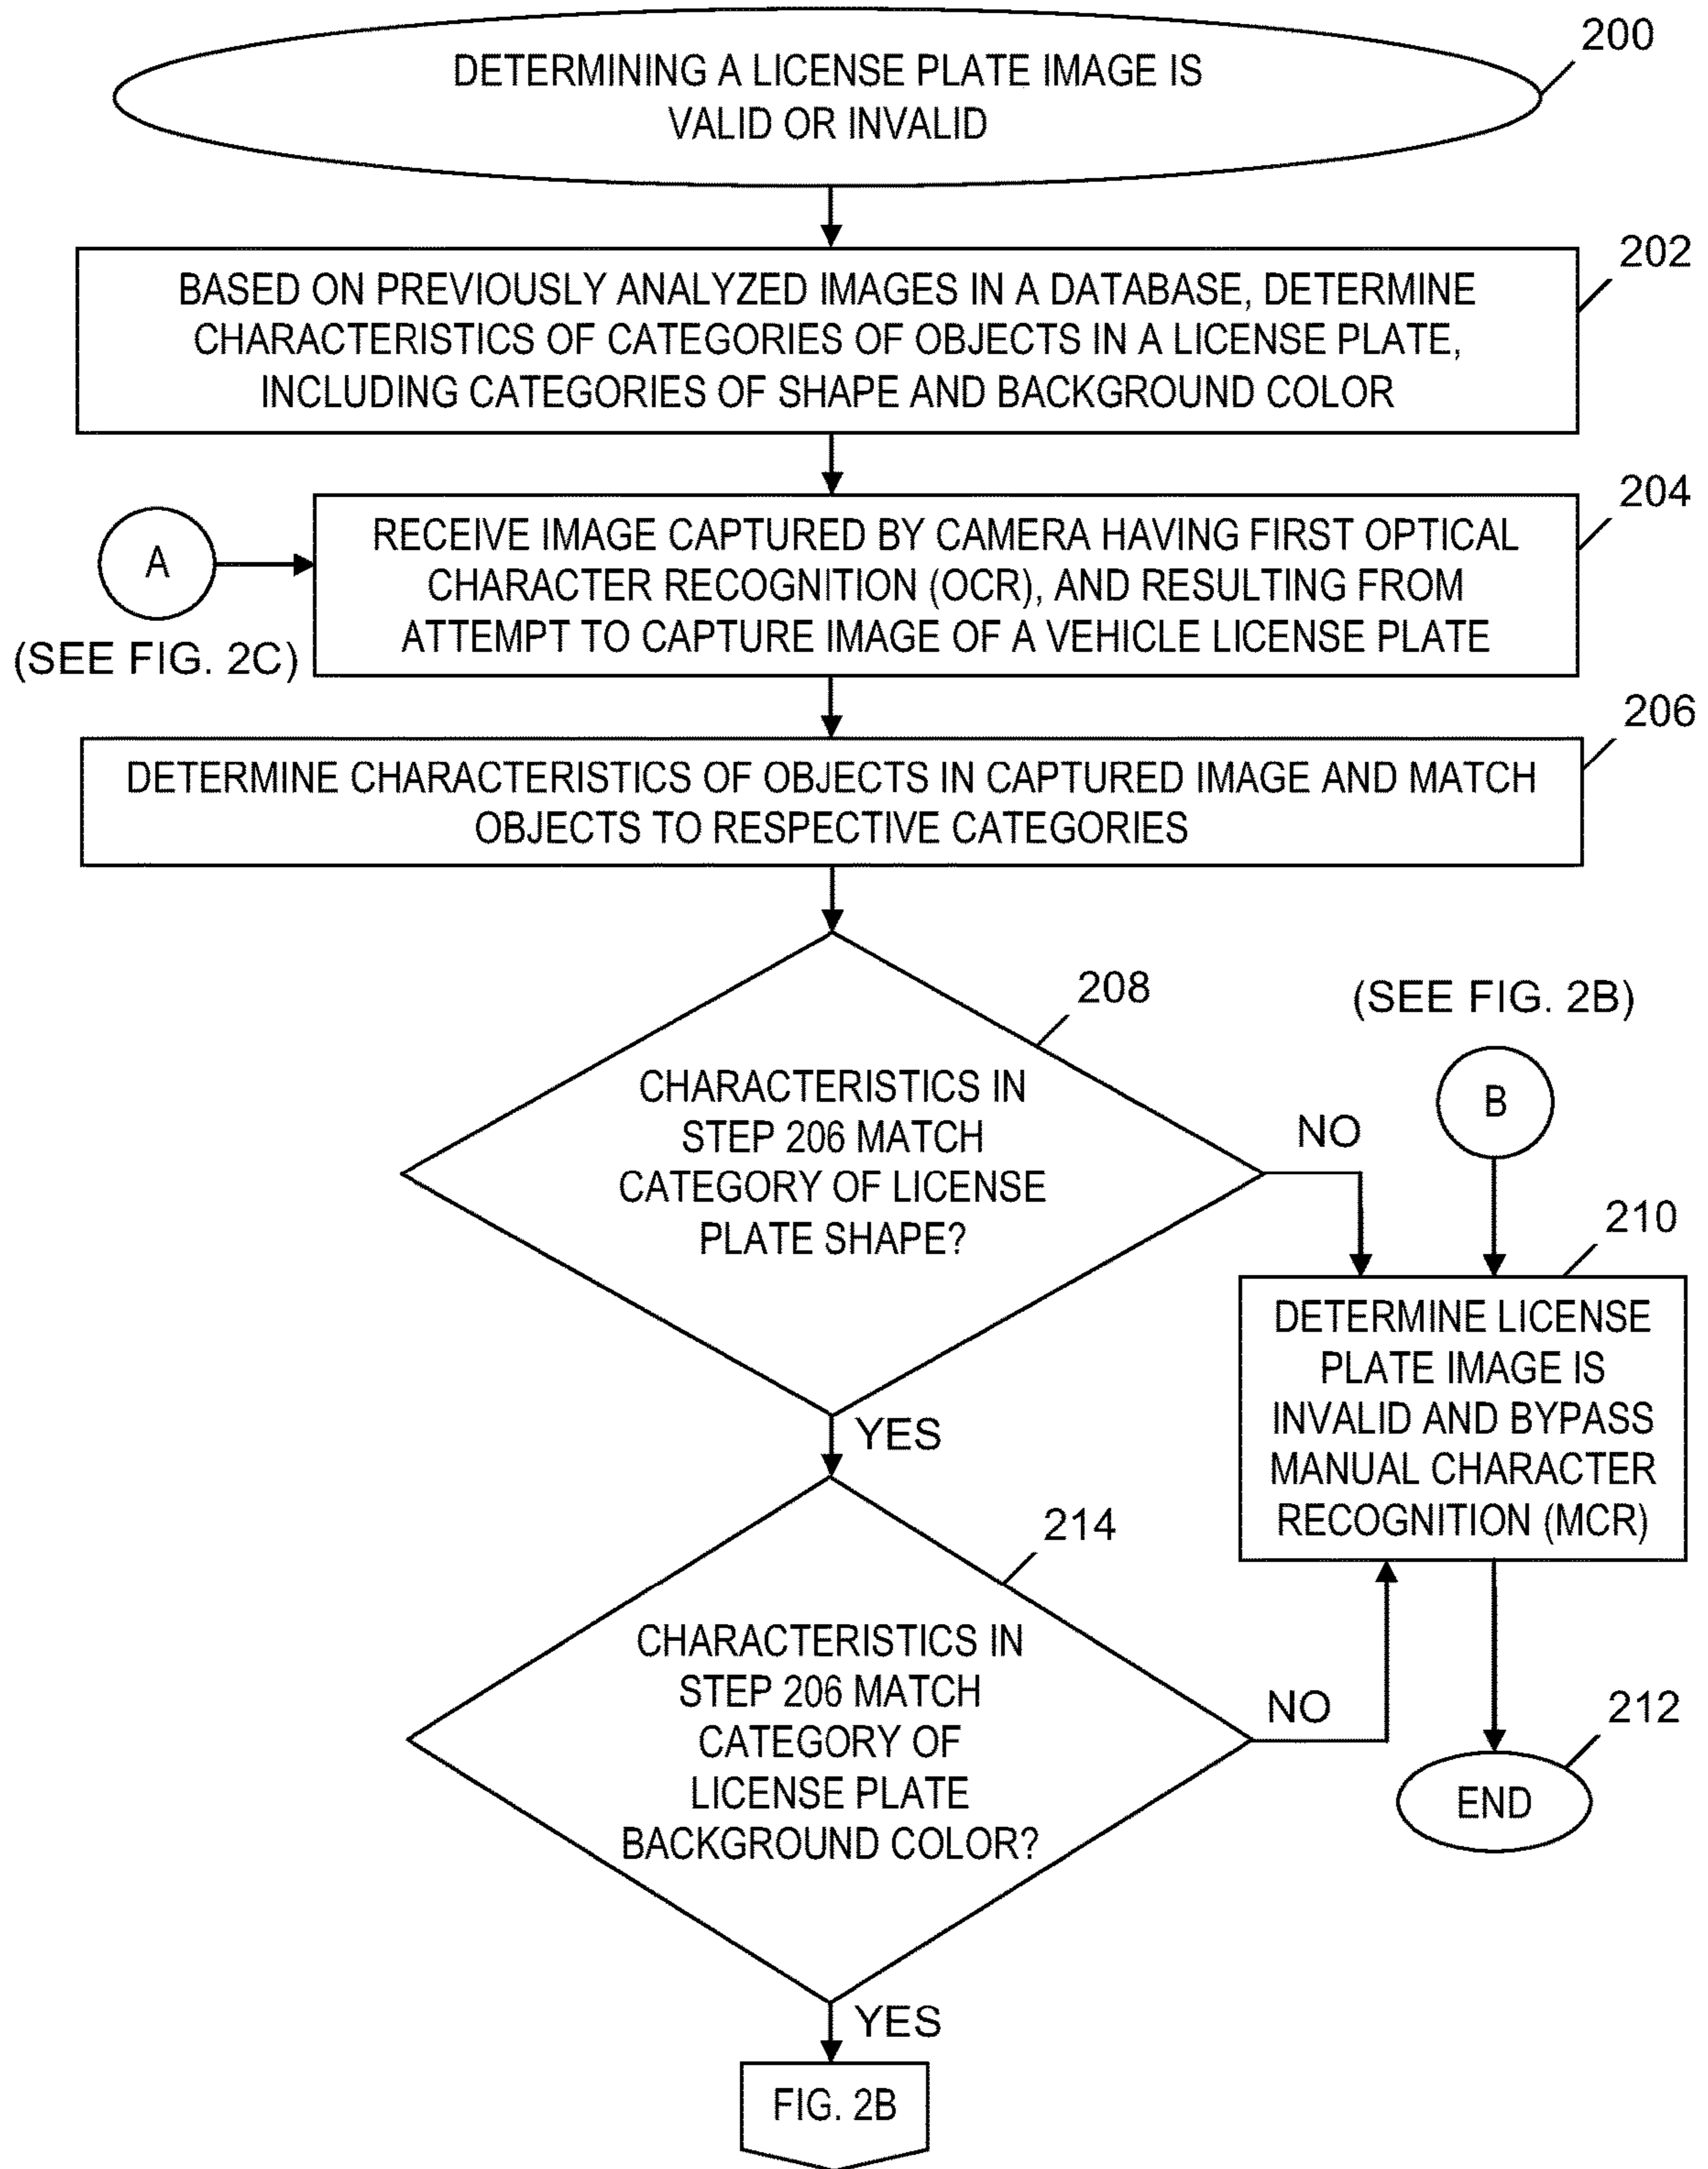 200
DETERMINING A LICENSE PLATE IMAGE IS
VALID OR INVALID
202
BASED ON PREVIOUSLY ANALYZED IMAGES IN A DATABASE, DETERMINE
CHARACTERISTICS OF CATEGORIES OF OBJECTS IN A LICENSE PLATE,
INCLUDING CATEGORIES OF SHAPE AND BACKGROUND COLOR
204
A
(SEE FIG. 2C)
RECEIVE IMAGE CAPTURED BY CAMERA HAVING FIRST OPTICAL
CHARACTER RECOGNITION (OCR), AND RESULTING FROM
ATTEMPT TO CAPTURE IMAGE OF A VEHICLE LICENSE PLATE
206
DETERMINE CHARACTERISTICS OF OBJECTS IN CAPTURED IMAGE AND MATCH
OBJECTS TO RESPECTIVE CATEGORIES
208
CHARACTERISTICS IN
STEP 206 MATCH
CATEGORY OF LICENSE
PLATE SHAPE?
NO
(SEE FIG. 2B)
B
210
DETERMINE LICENSE
PLATE IMAGE IS
INVALID AND BYPASS
MANUAL CHARACTER
RECOGNITION (MCR)
YES
214
CHARACTERISTICS IN
STEP 206 MATCH
CATEGORY OF
LICENSE PLATE
BACKGROUND COLOR?
NO
212
END
YES
FIG. 2B